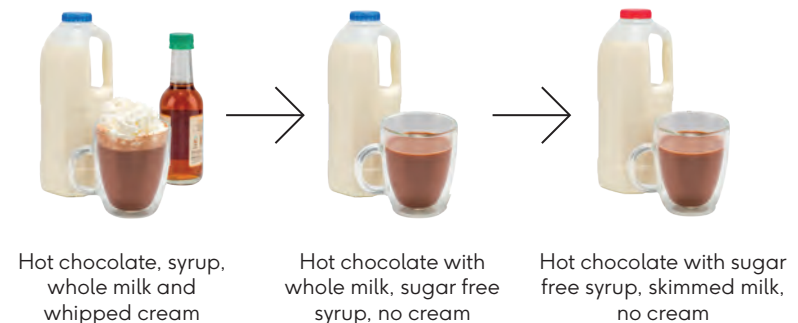 Hot chocolate, syrup,
whole milk and
whipped cream
Hot chocolate with
whole milk, sugar free
syrup, no cream
Hot chocolate with sugar
free syrup, skimmed milk,
no cream